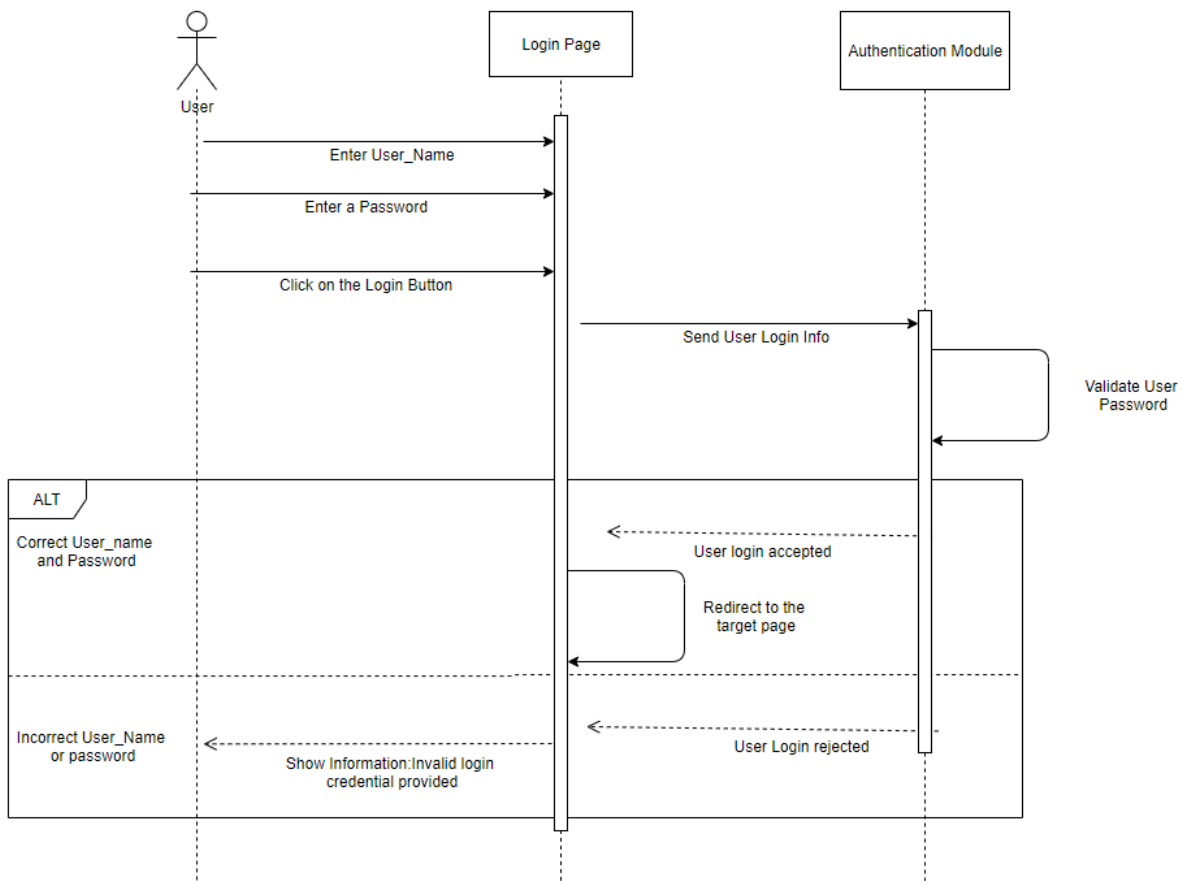 Login Page
Authentication Module
User
Enter User_Name
Enter a Password
Click on the Login Button
Send User Login Info
Validate User
Password
ALT
Correct User_name
and Password
User login accepted
Redirect to the
target page
Incorrect User_Name
or password
User Login rejected
Show Information:Invalid login
credential provided